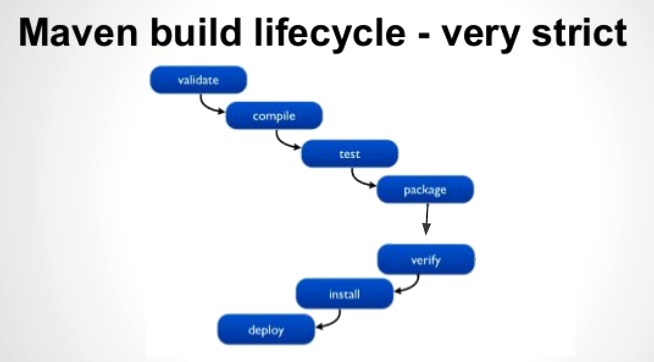 Maven build lifecycle - very strict
validate
compile
test
package
verify
install
deploy